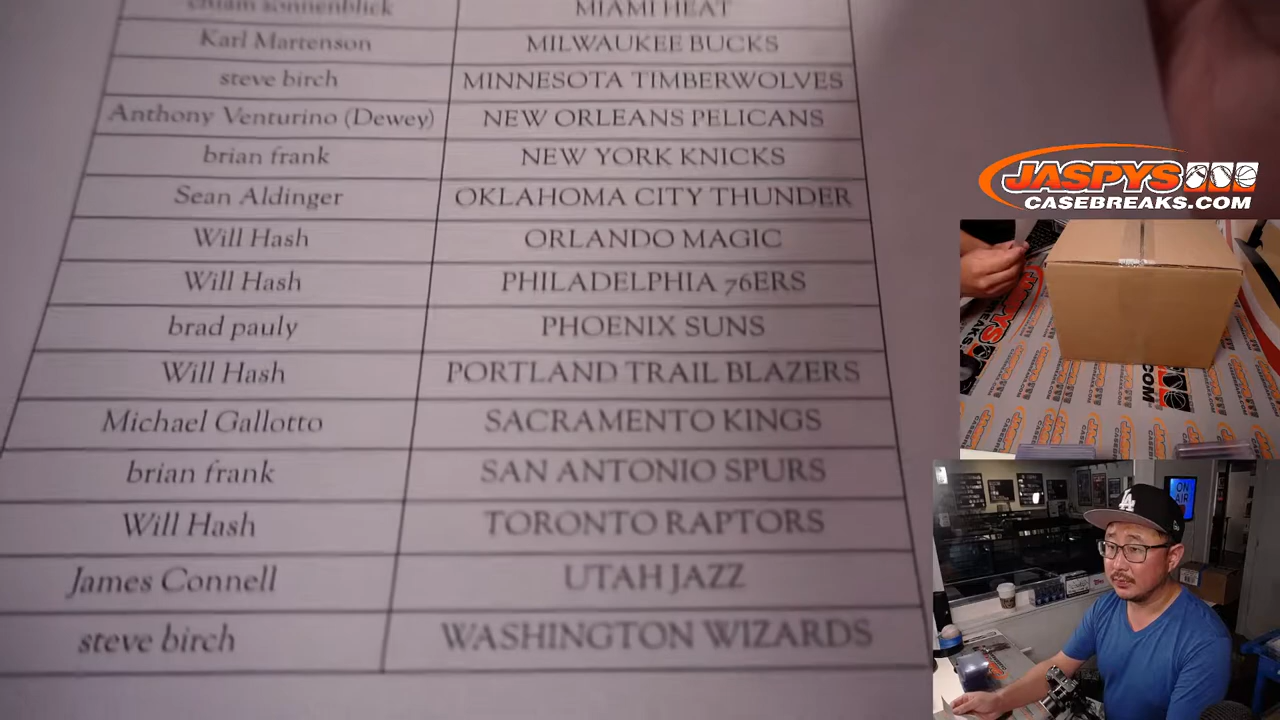 sonnenblick MIAMI HEAT
Karl Martenson MILWAUKEE BUCKS
steve birch MINNESOTA TIMBERWOLVES
Anthony Venturino (Dewey) NEW ORLEANS PELICANS
brian frank NEW YORK KNICKS
Sean Aldinger OKLAHOMA CITY THUNDER
Will Hash ORLANDO MAGIC
Will Hash PHILADELPHIA 76ERS
brad pauly PHOENIX SUNS
Will Hash PORTLAND TRAIL BLAZERS
Michael Gallotto SACRAMENTO KINGS
brian frank SAN ANTONIO SPURS
Will Hash TORONTO RAPTORS
James Connell UTAH JAZZ
steve birch WASHINGTON WIZARDS
JASPYS
CASEBREAKS.COM
ON
AIR